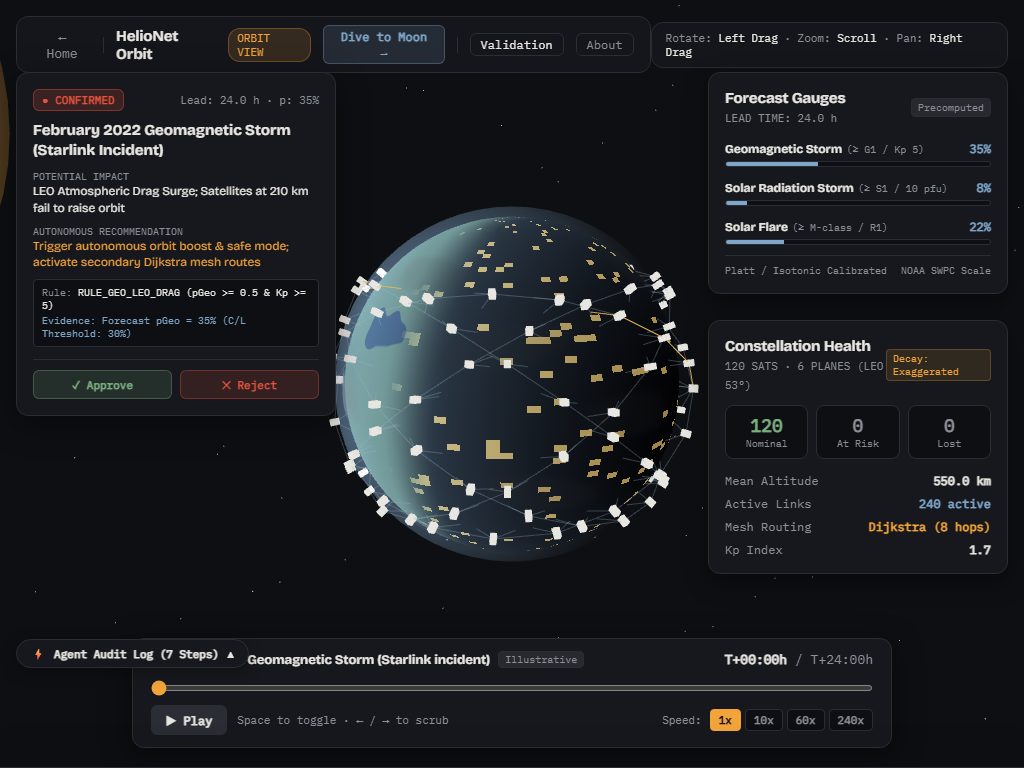 ←
Home
HelioNet
Orbit
ORBIT
VIEW
Dive to Moon
→
Validation
About
Rotate: Left Drag · Zoom: Scroll · Pan: Right
Drag
● CONFIRMED
Lead: 24.0 h · p: 35%
February 2022 Geomagnetic Storm
(Starlink Incident)
POTENTIAL IMPACT
LEO Atmospheric Drag Surge; Satellites at 210 km
fail to raise orbit
AUTONOMOUS RECOMMENDATION
Trigger autonomous orbit boost & safe mode;
activate secondary Dijkstra mesh routes
Rule: RULE_GEO_LEO_DRAG (pGeo >= 0.5 & Kp >=
5)
Evidence: Forecast pGeo = 35% (C/L
Threshold: 30%)
✓ Approve
✕ Reject
Forecast Gauges
LEAD TIME: 24.0 h
Precomputed
Geomagnetic Storm (≥ G1 / Kp 5) 35%
Solar Radiation Storm (≥ S1 / 10 pfu) 8%
Solar Flare (≥ M-class / R1) 22%
Platt / Isotonic Calibrated NOAA SWPC Scale
Constellation Health
120 SATS · 6 PLANES (LEO
53°)
Decay:
Exaggerated
120
Nominal
0
At Risk
0
Lost
Mean Altitude 550.0 km
Active Links 240 active
Mesh Routing Dijkstra (8 hops)
Kp Index 1.7
Agent Audit Log (7 Steps) ▲
Geomagnetic Storm (Starlink incident)
Illustrative
T+00:00h / T+24:00h
▶ Play
Space to toggle · ← / → to scrub
Speed: 1x 10x 60x 240x